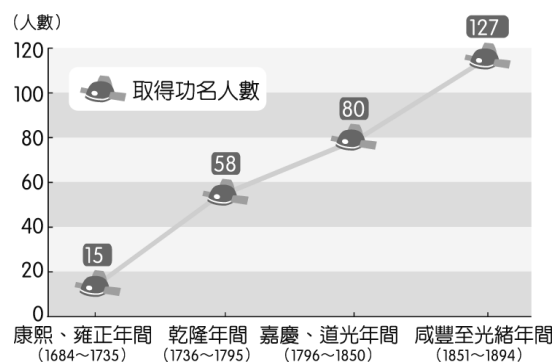 (人數)
120
100
80
60
40
20
0
取得功名人數
15
58
80
127
康熙、雍正年間
(1684～1735)
乾隆年間
(1736～1795)
嘉慶、道光年間
(1796～1850)
咸豐至光緒年間
(1851～1894)